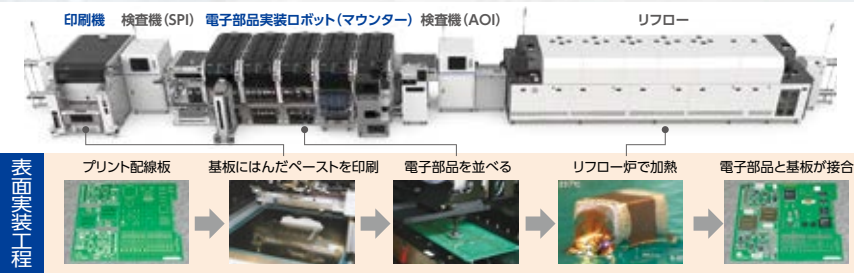 印刷機
検査機(SPI)
電子部品実装ロボット(マウンター)
検査機(AOI)
リフロー
表面実装工程
プリント配線板
基板にはんだペーストを印刷
電子部品を並べる
リフロー炉で加熱
電子部品と基板が接合